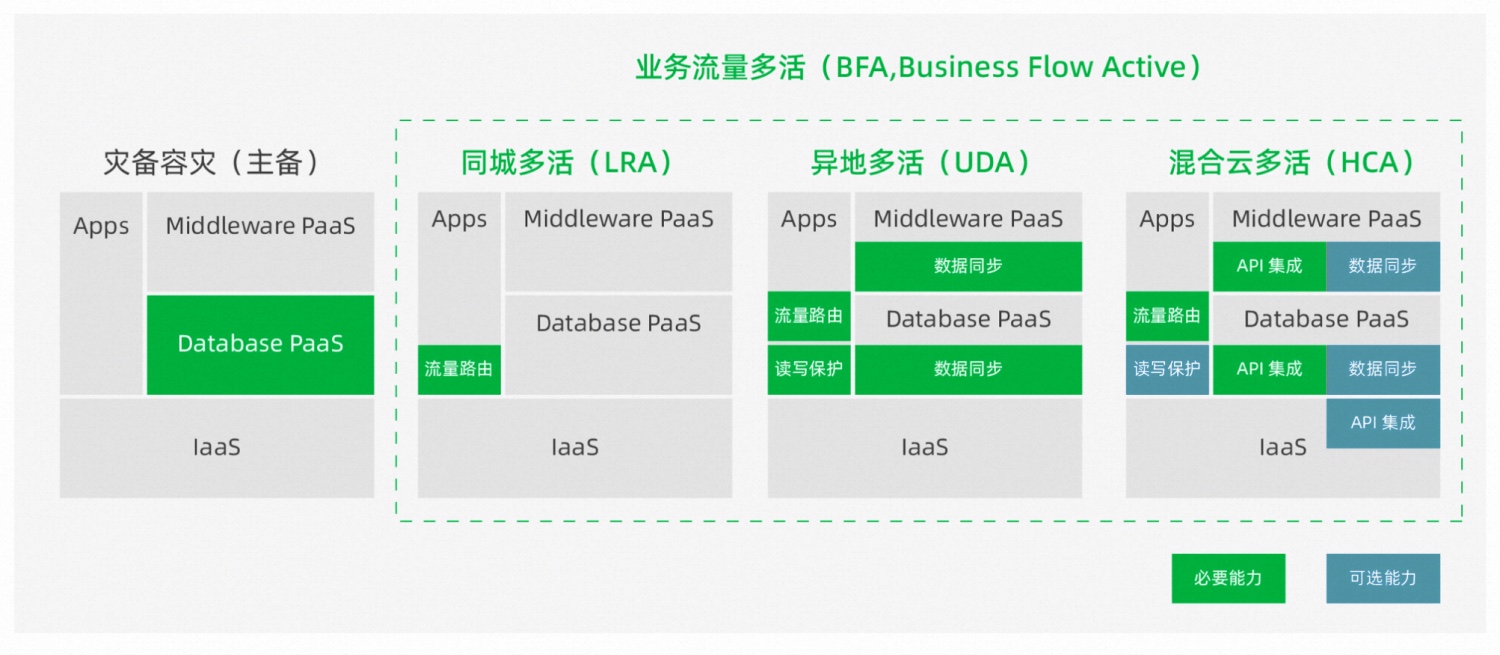 业务流量多活（BFA,Business Flow Active）
灾备容灾（主备）
Apps
Middleware PaaS
Database PaaS
IaaS
同城多活（LRA）
Apps
Middleware PaaS
Database PaaS
流量路由
IaaS
异地多活（UDA）
Apps
Middleware PaaS
数据同步
流量路由
Database PaaS
读写保护
数据同步
IaaS
混合云多活（HCA）
Apps
Middleware PaaS
API 集成
数据同步
流量路由
Database PaaS
读写保护
API 集成
数据同步
API 集成
IaaS
必要能力
可选能力